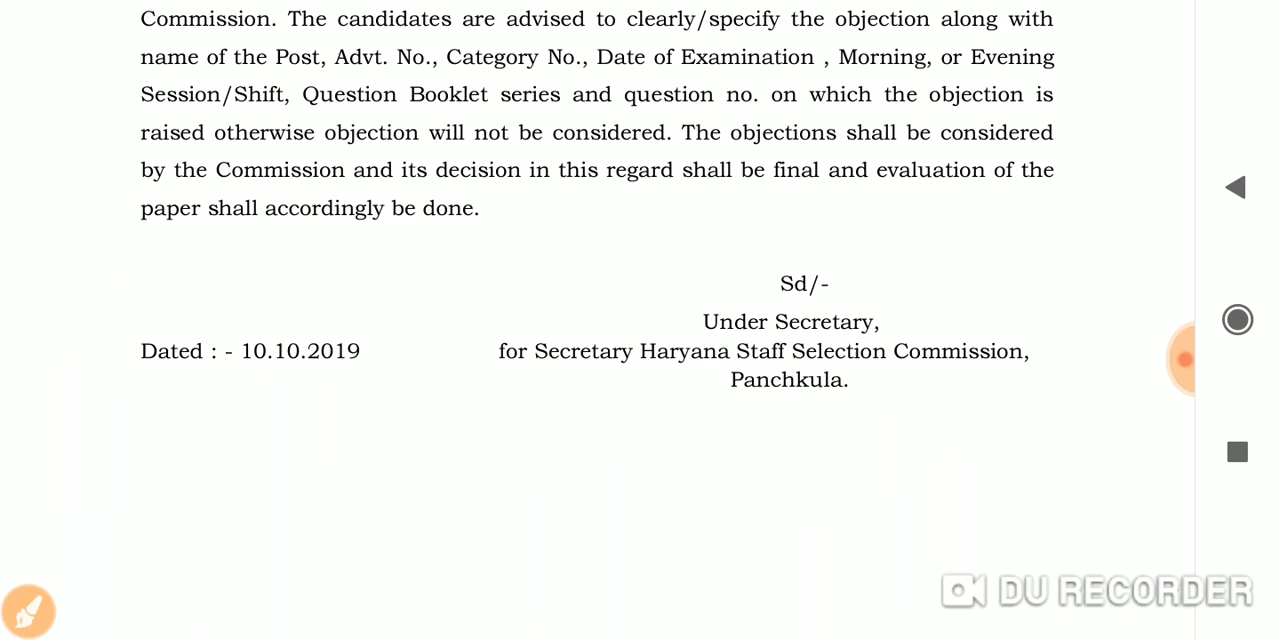 Commission. The candidates are advised to clearly/specify the objection along with
name of the Post, Advt. No., Category No., Date of Examination , Morning, or Evening
Session/Shift, Question Booklet series and question no. on which the objection is
raised otherwise objection will not be considered. The objections shall be considered
by the Commission and its decision in this regard shall be final and evaluation of the
paper shall accordingly be done.
Sd/-
Under Secretary,
Dated : - 10.10.2019 for Secretary Haryana Staff Selection Commission,
Panchkula.
DU RECORDER